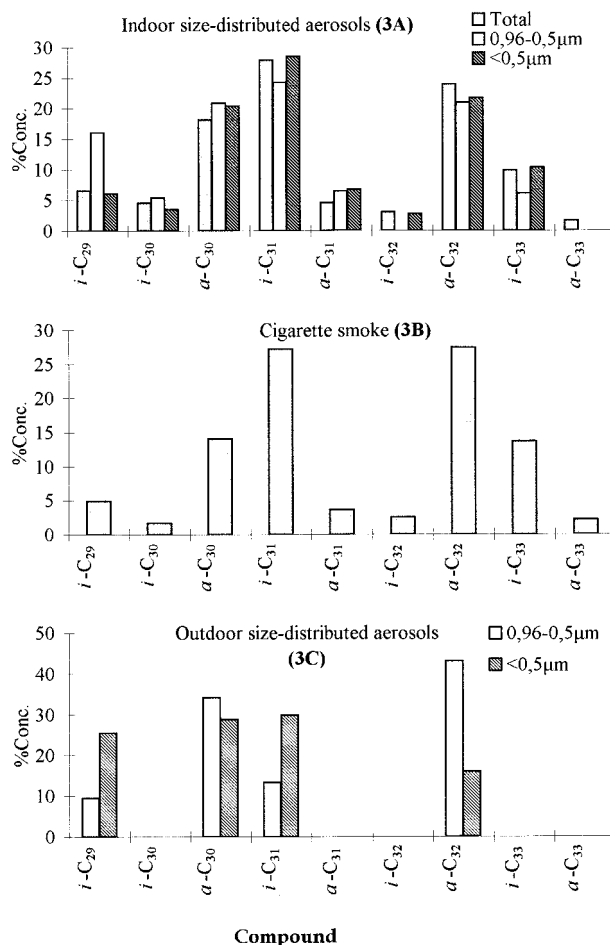 Indoor size-distributed aerosols (3A)
Total
0,96-0,5µm
<0,5µm
%Conc.
30
25
20
15
10
5
0
i-C29
i-C30
a-C30
i-C31
a-C31
i-C32
a-C32
i-C33
a-C33
Cigarette smoke (3B)
%Conc.
30
25
20
15
10
5
0
i-C29
i-C30
a-C30
i-C31
a-C31
i-C32
a-C32
i-C33
a-C33
Outdoor size-distributed aerosols
(3C)
0,96-0,5µm
<0,5µm
%Conc.
50
40
30
20
10
0
i-C29
i-C30
a-C30
i-C31
a-C31
i-C32
a-C32
i-C33
a-C33
Compound